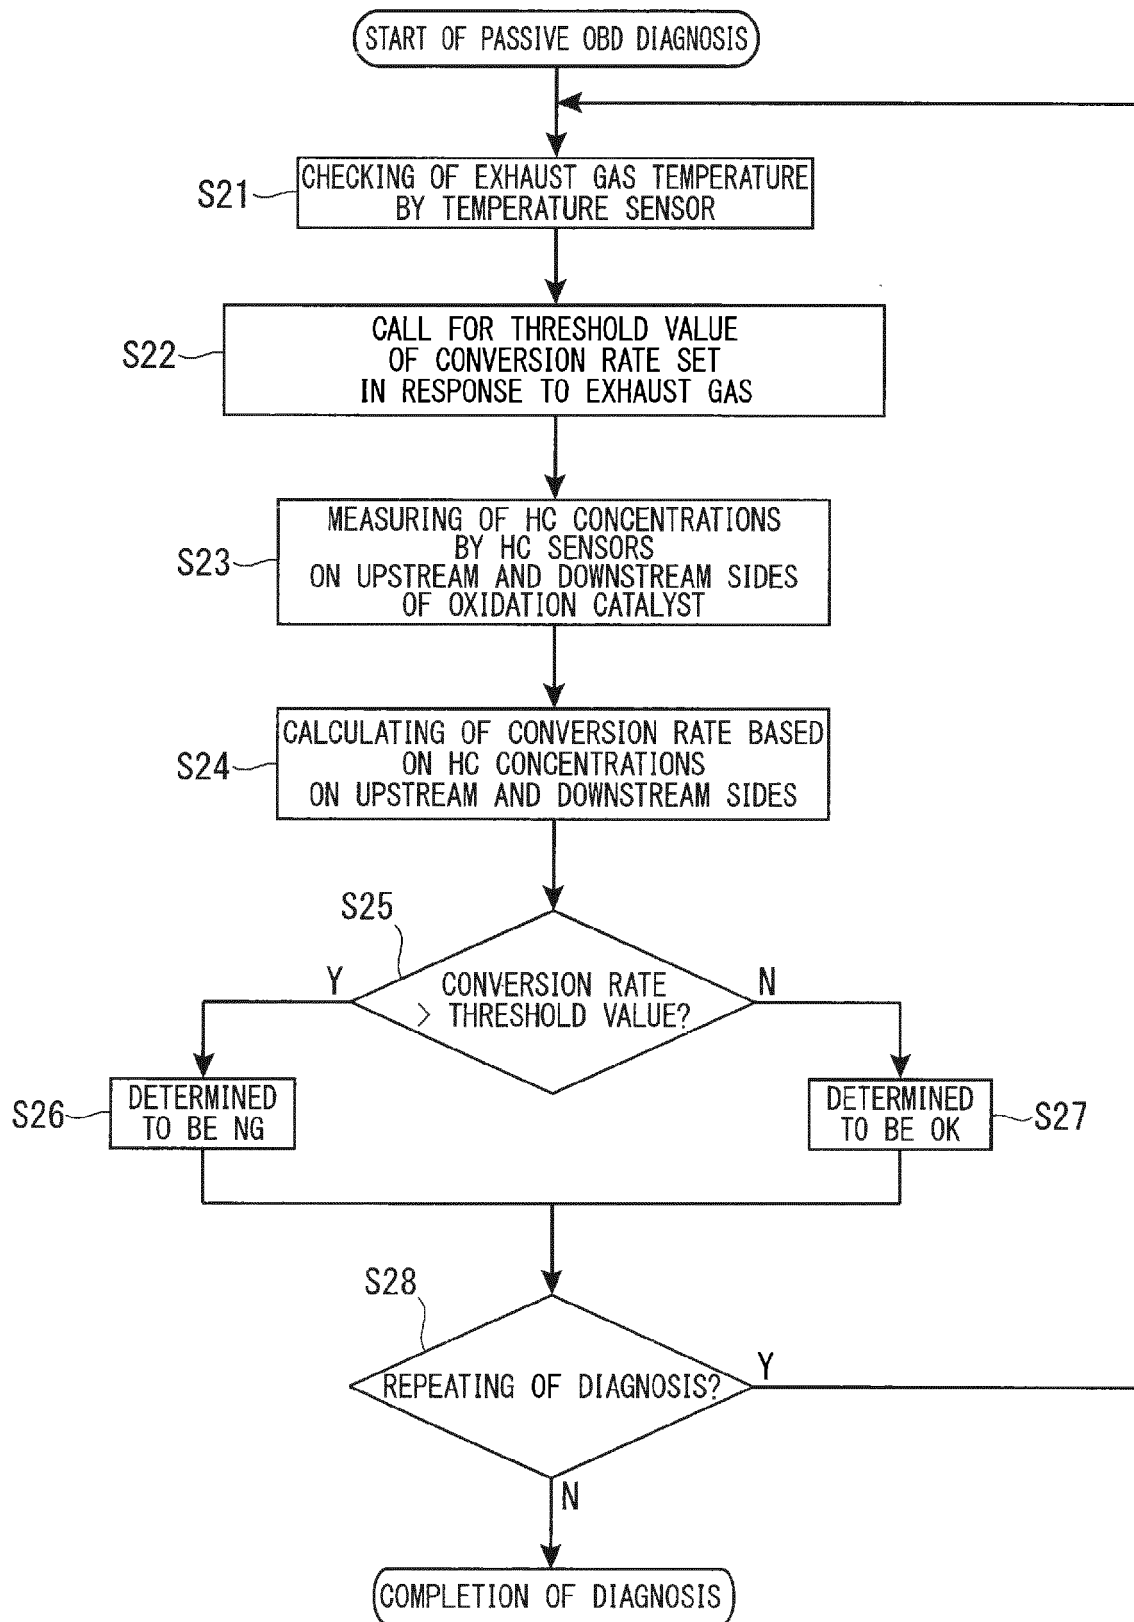 START OF PASSIVE OBD DIAGNOSIS
S21
CHECKING OF EXHAUST GAS TEMPERATURE
BY TEMPERATURE SENSOR
S22
CALL FOR THRESHOLD VALUE
OF CONVERSION RATE SET
IN RESPONSE TO EXHAUST GAS
S23
MEASURING OF HC CONCENTRATIONS
BY HC SENSORS
ON UPSTREAM AND DOWNSTREAM SIDES
OF OXIDATION CATALYST
S24
CALCULATING OF CONVERSION RATE BASED
ON HC CONCENTRATIONS
ON UPSTREAM AND DOWNSTREAM SIDES
S25
Y
CONVERSION RATE
> THRESHOLD VALUE?
N
S26
DETERMINED
TO BE NG
DETERMINED
TO BE OK
S27
S28
REPEATING OF DIAGNOSIS?
Y
N
COMPLETION OF DIAGNOSIS